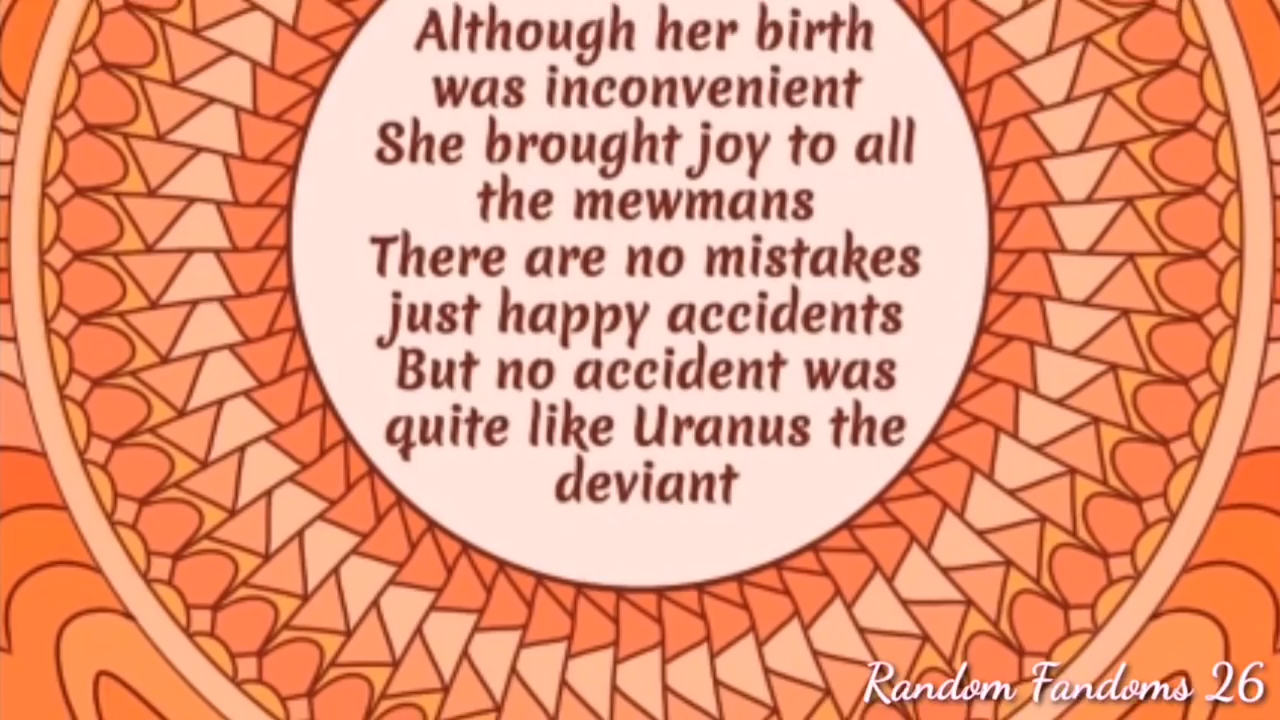 Although her birth
was inconvenient
She brought joy to all
the mewmans
There are no mistakes
just happy accidents
But no accident was
quite like Uranus the
deviant
Random Fandoms 26